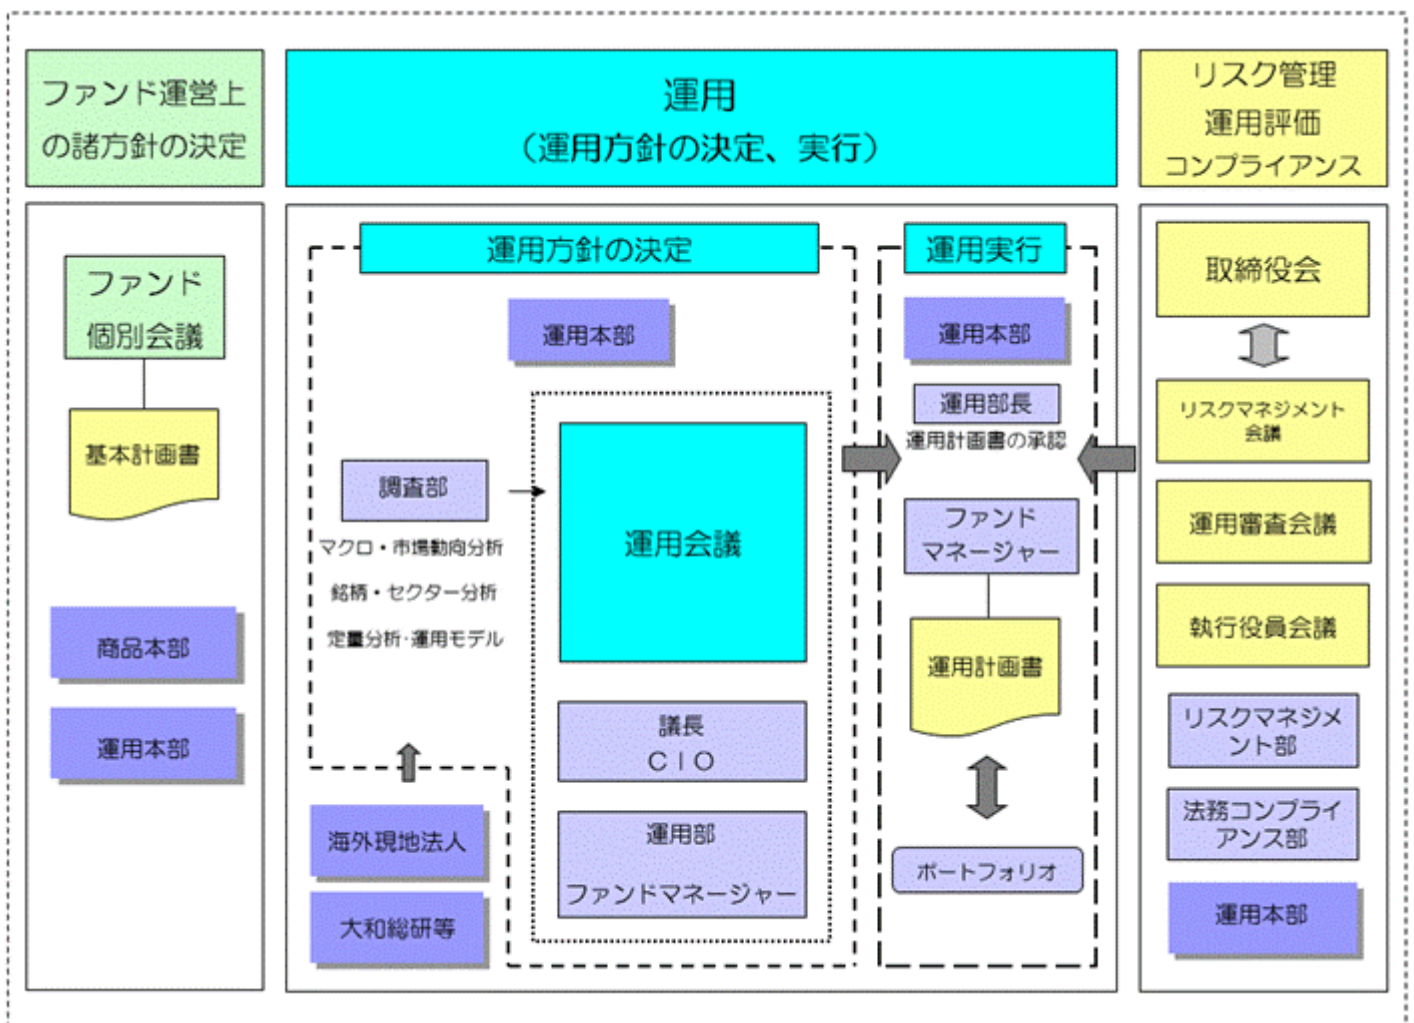 ファンド運営上
の諸方針の決定
運用
（運用方針の決定、実行）
リスク管理
運用評価
コンプライアンス
ファンド
個別会議
基本計画書
商品本部
運用本部
運用方針の決定
運用本部
調査部
マクロ・市場動向分析
銘柄・セクター分析
定量分析･運用モデル
運用会議
議長
ＣＩＯ
運用部
ファンドマネージャー
海外現地法人
大和総研等
運用実行
運用本部
運用部長
運用計画書の承認
ファンド
マネージャー
運用計画書
ポートフォリオ
取締役会
リスクマネジメント
会議
運用審査会議
執行役員会議
リスクマネジメ
ント部
法務コンプライ
アンス部
運用本部